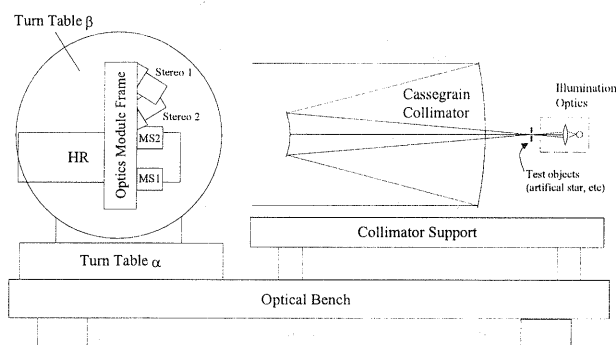 Turn Table β
Stereo 1
Stereo 2
Optics Module Frame
HR
MS2
MS1
Cassegrain
Collimator
Illumination
Optics
Test objects
(artifical star, etc)
Collimator Support
Turn Table α
Optical Bench